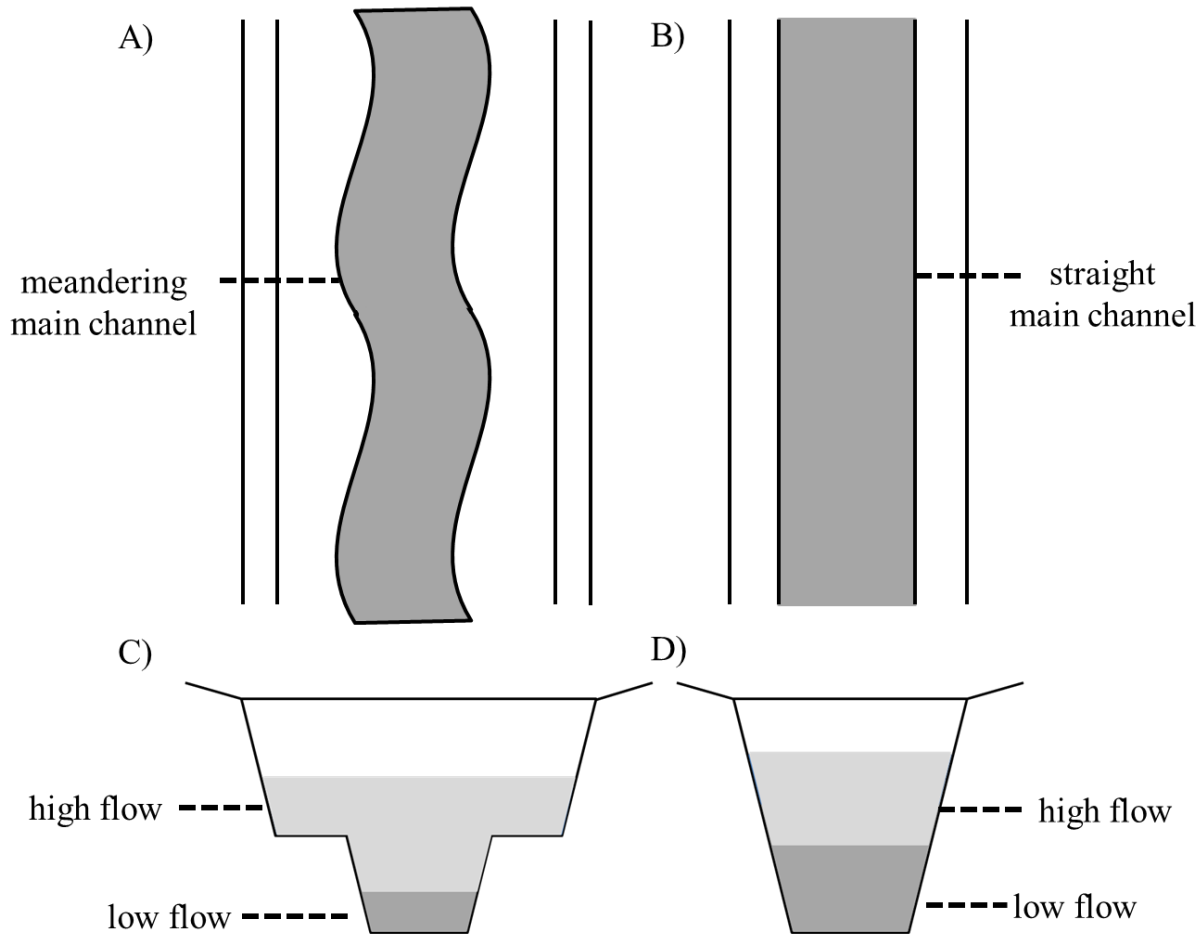 A)
B)
meandering
main channel
straight
main channel
C)
D)
high flow
high flow
low flow
low flow